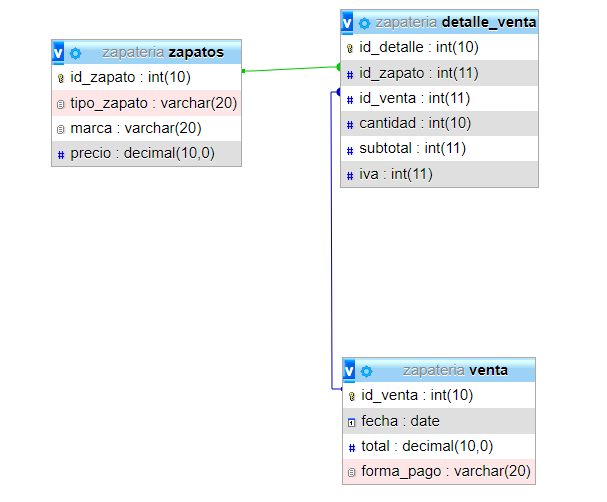 zapateria zapatos
id_zapato : int(10)
tipo_zapato : varchar(20)
marca : varchar(20)
precio : decimal(10,0)
zapateria detalle_venta
id_detalle : int(10)
id_zapato : int(11)
id_venta : int(11)
cantidad : int(10)
subtotal : int(11)
iva : int(11)
zapateria venta
id_venta : int(10)
fecha : date
total : decimal(10,0)
forma_pago : varchar(20)